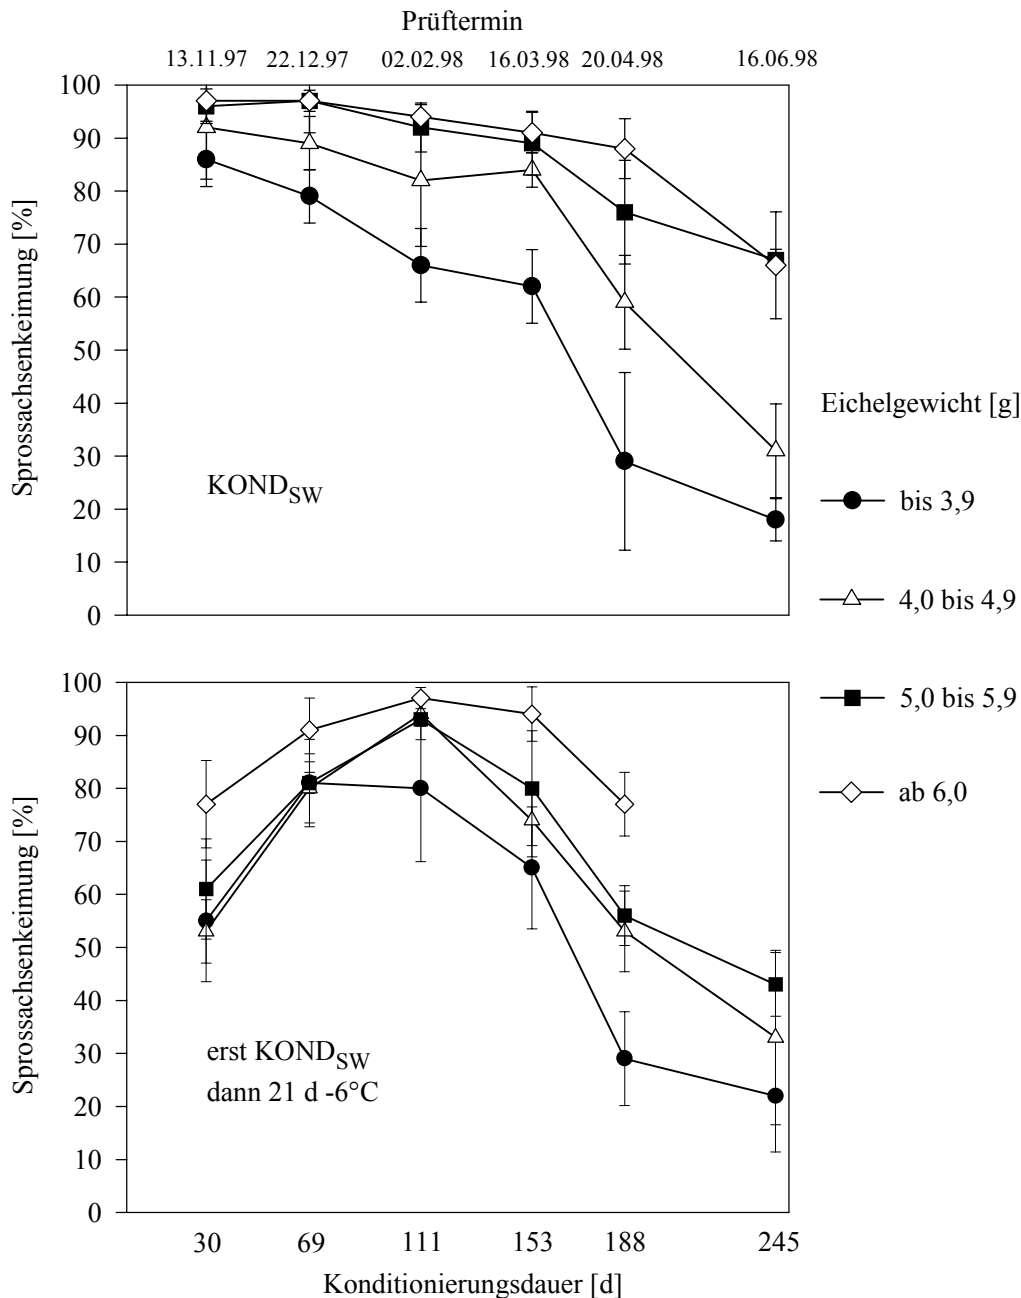 Prüftermin
13.11.97 22.12.97 02.02.98 16.03.98 20.04.98 16.06.98
100
90
80
70
60
50
40
30
20
10
0
Sprossachsenkeimung [%]
KOND_SW
Eichelgewicht [g]
bis 3,9
4,0 bis 4,9
5,0 bis 5,9
ab 6,0
100
90
80
70
60
50
40
30
20
10
0
Sprossachsenkeimung [%]
erst KOND_SW
dann 21 d -6°C
30 69 111 153 188 245
Konditionierungsdauer [d]